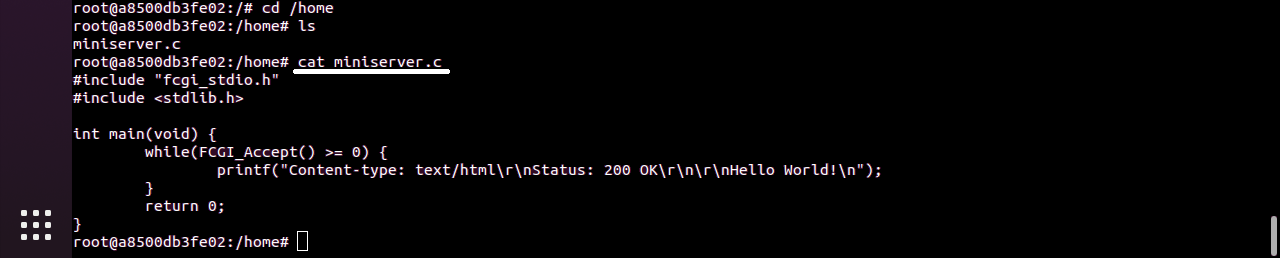 root@a8500db3fe02:/# cd /home
root@a8500db3fe02:/home# ls
miniserver.c
root@a8500db3fe02:/home# cat miniserver.c
#include "fcgi_stdio.h"
#include <stdlib.h>

int main(void) {
        while(FCGI_Accept() >= 0) {
                printf("Content-type: text/html\r\nStatus: 200 OK\r\n\r\nHello World!\n");
        }
        return 0;
}
root@a8500db3fe02:/home#